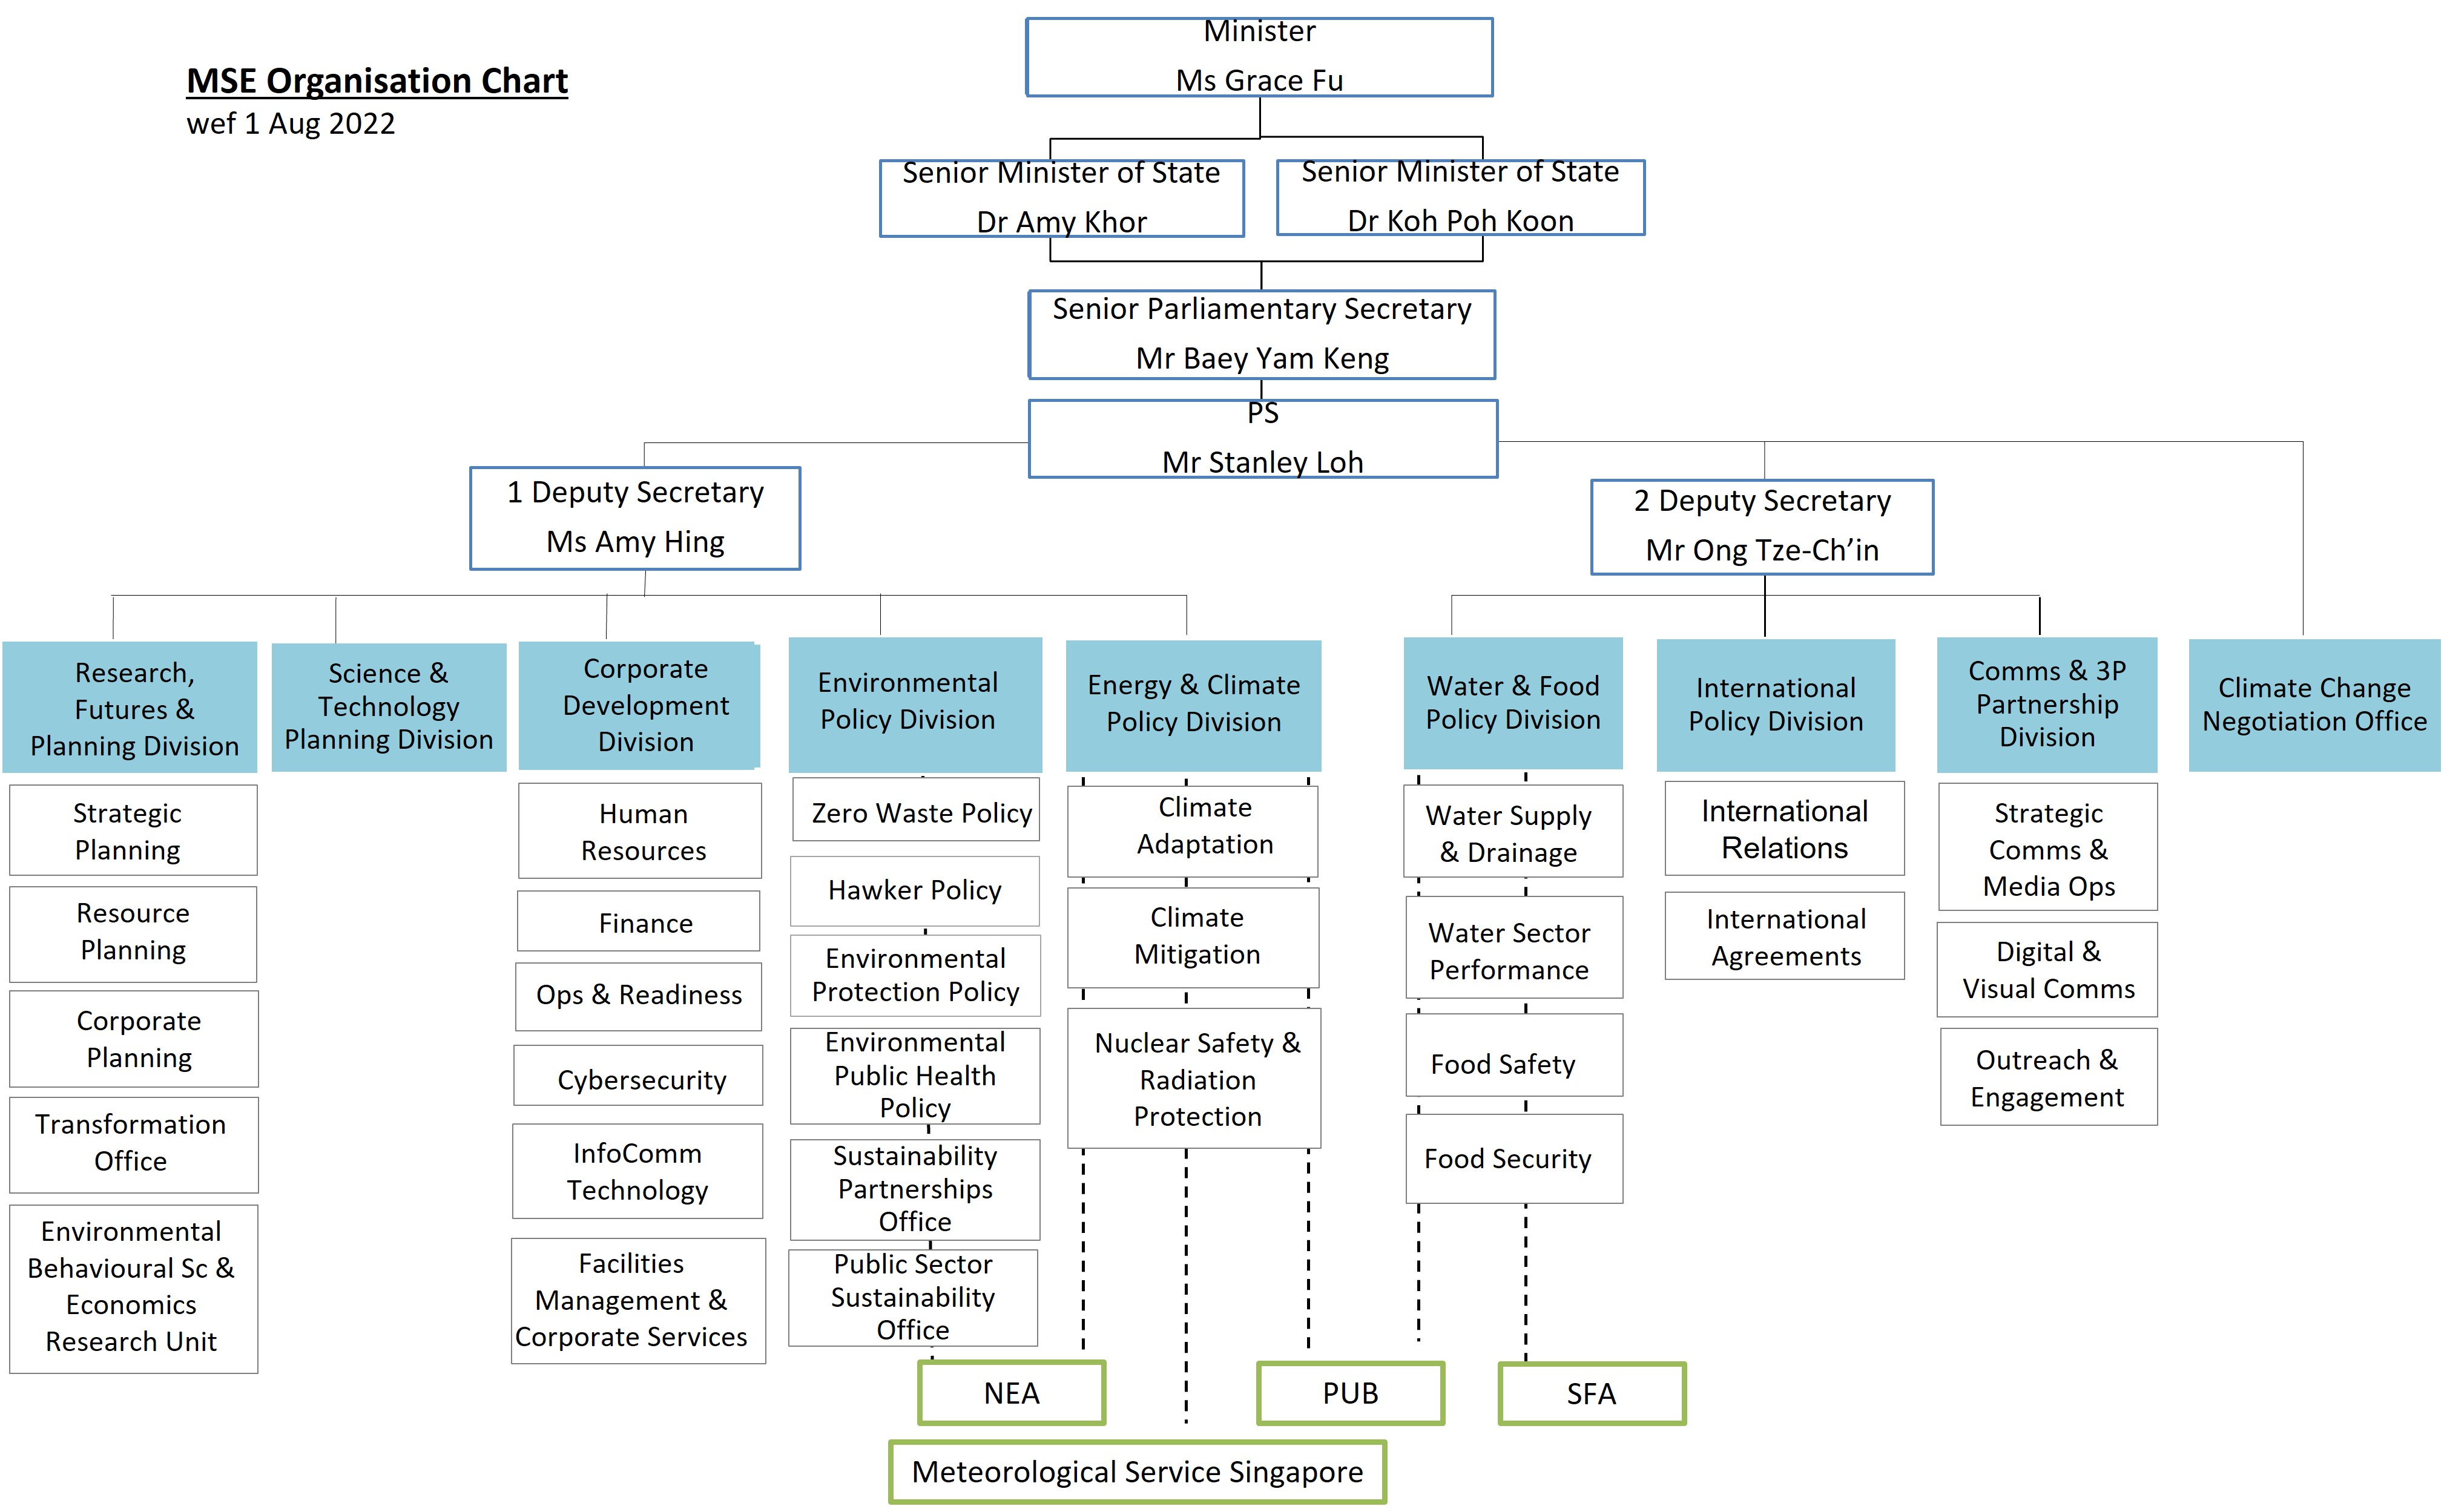 MSE Organisation Chart
wef 1 Aug 2022
Minister
Ms Grace Fu
Senior Minister of State
Dr Amy Khor
Senior Minister of State
Dr Koh Poh Koon
Senior Parliamentary Secretary
Mr Baey Yam Keng
PS
Mr Stanley Loh
1 Deputy Secretary
Ms Amy Hing
2 Deputy Secretary
Mr Ong Tze-Ch’in
Research,
Futures &
Planning Division
Strategic
Planning
Resource
Planning
Corporate
Planning
Transformation
Office
Environmental
Behavioural Sc &
Economics
Research Unit
Science &
Technology
Planning Division
Corporate
Development
Division
Human
Resources
Finance
Ops & Readiness
Cybersecurity
InfoComm
Technology
Facilities
Management &
Corporate Services
Environmental
Policy Division
Zero Waste Policy
Hawker Policy
Environmental
Protection Policy
Environmental
Public Health
Policy
Sustainability
Partnerships
Office
Public Sector
Sustainability
Office
Energy & Climate
Policy Division
Climate
Adaptation
Climate
Mitigation
Nuclear Safety &
Radiation
Protection
Water & Food
Policy Division
Water Supply
& Drainage
Water Sector
Performance
Food Safety
Food Security
International
Policy Division
International
Relations
International
Agreements
Comms & 3P
Partnership
Division
Strategic
Comms &
Media Ops
Digital &
Visual Comms
Outreach &
Engagement
Climate Change
Negotiation Office
NEA
PUB
SFA
Meteorological Service Singapore